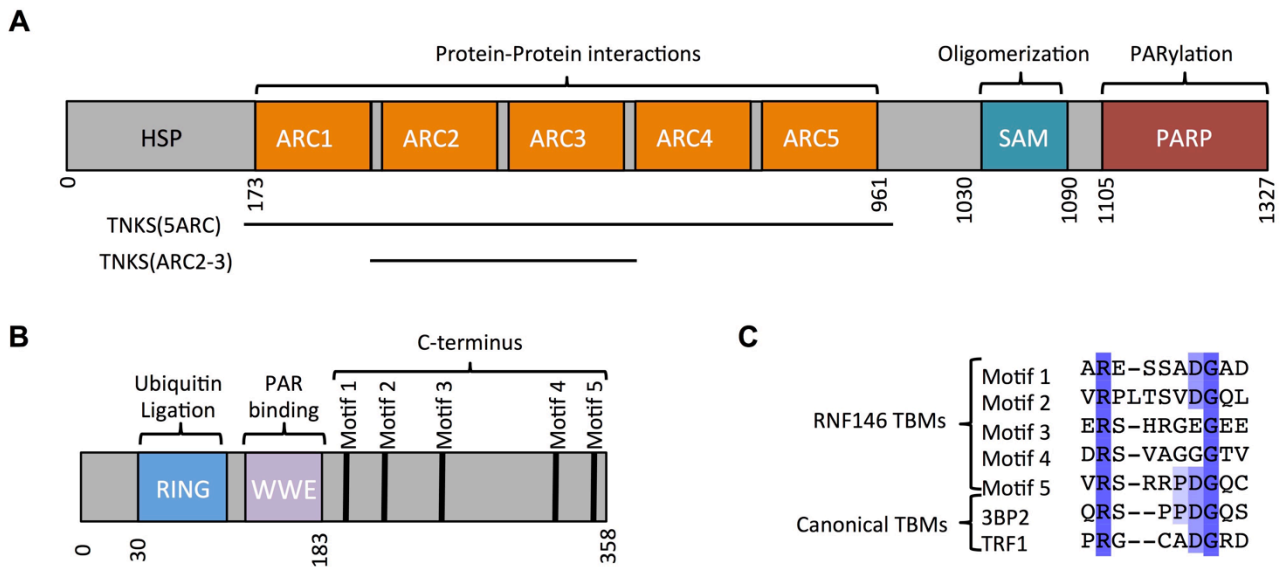 A
Protein-Protein interactions
Oligomerization
PARylation
HSP
ARC1
ARC2
ARC3
ARC4
ARC5
SAM
PARP
0
173
961
1030
1090
1105
1327
TNKS(5ARC)
TNKS(ARC2-3)
B
C-terminus
Ubiquitin
Ligation
PAR
binding
Motif 1
Motif 2
Motif 3
Motif 4
Motif 5
RING
WWE
0
30
183
358
C
RNF146 TBMs
Motif 1 ARE-SSADGAD
Motif 2 VRPLTSVDGQL
Motif 3 ERS-HRGEGEE
Motif 4 DRS-VAGGGTV
Motif 5 VRS-RRPDGQC
Canonical TBMs
3BP2 QRS--PPDGQS
TRF1 PRG--CADGRD